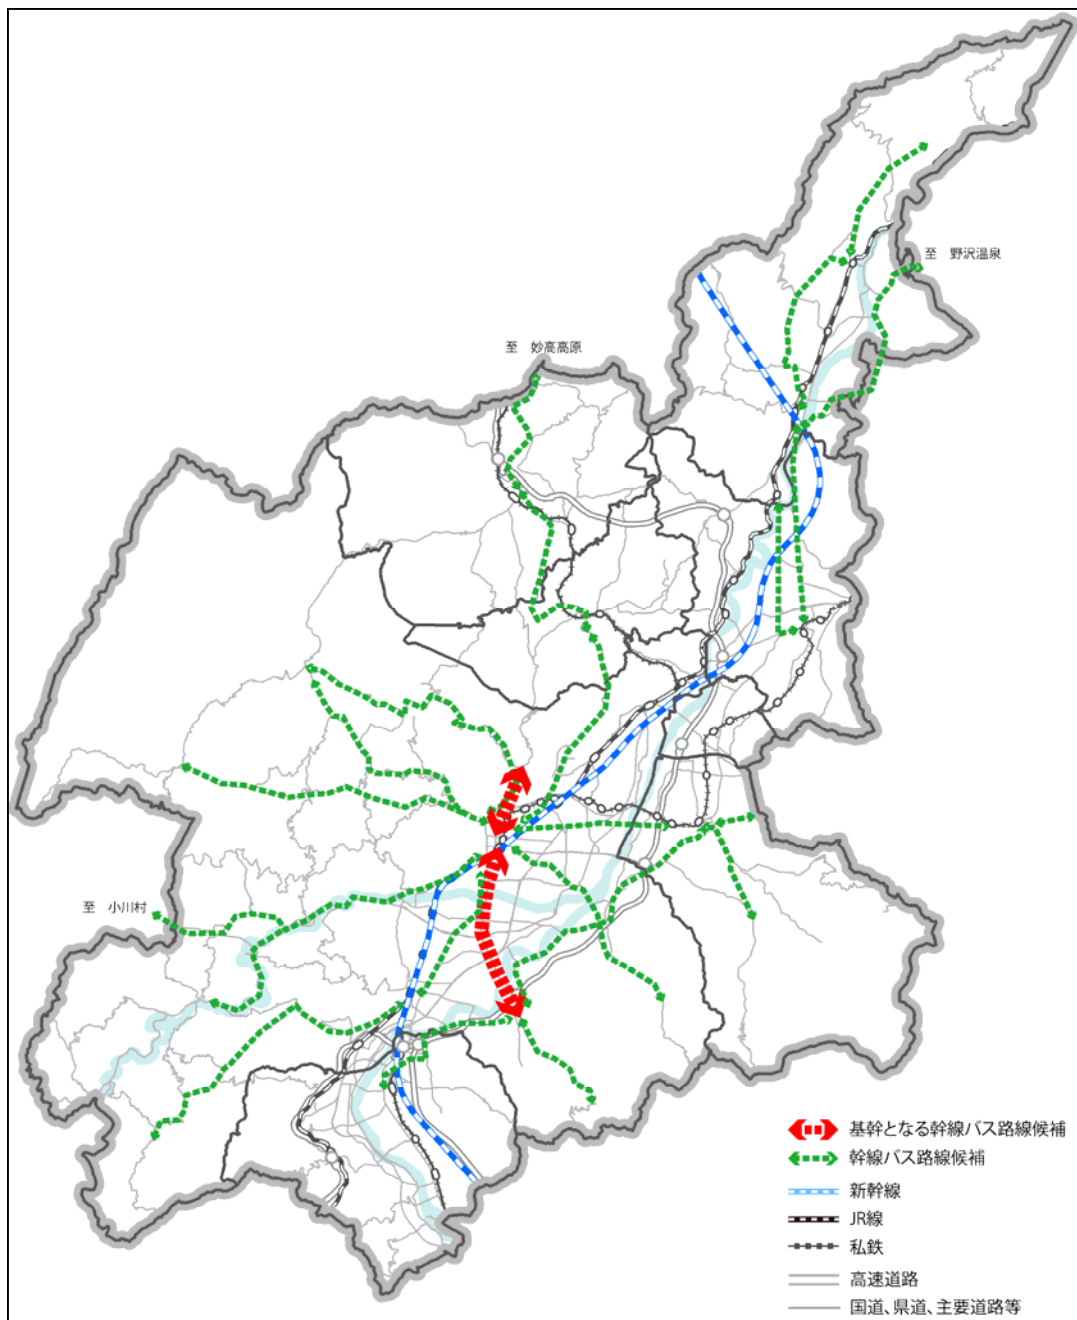 至　野沢温泉
至　妙高高原
至　小川村
基幹となる幹線バス路線候補
幹線バス路線候補
新幹線
JR線
私鉄
高速道路
国道、県道、主要道路等